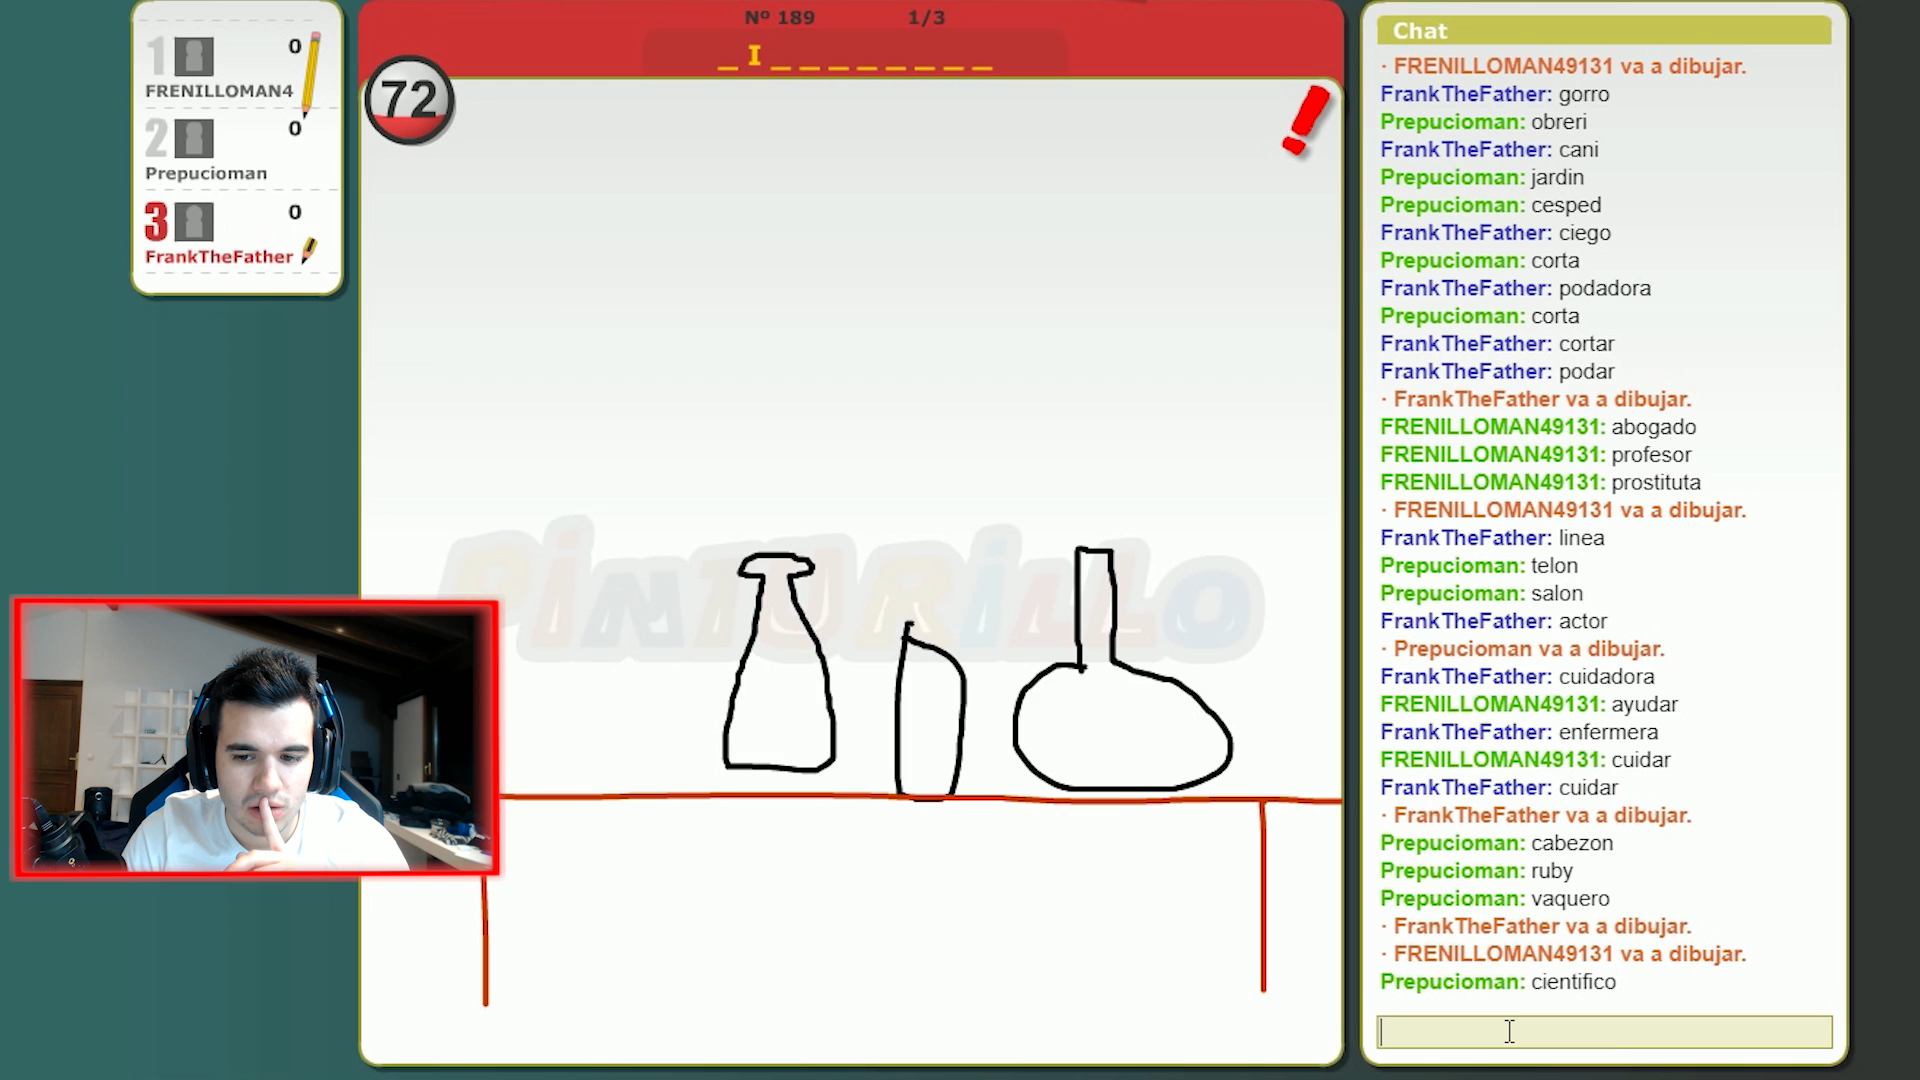 1 0
FRENILLOMAN4
2 0
Prepucioman
3 0
FrankTheFather
Nº 189 1/3
_ I _ _ _ _ _ _ _ _
72
!
PINTURILLO
Chat
· FRENILLOMAN49131 va a dibujar.
FrankTheFather: gorro
Prepucioman: obreri
FrankTheFather: cani
Prepucioman: jardin
Prepucioman: cesped
FrankTheFather: ciego
Prepucioman: corta
FrankTheFather: podadora
Prepucioman: corta
FrankTheFather: cortar
FrankTheFather: podar
· FrankTheFather va a dibujar.
FRENILLOMAN49131: abogado
FRENILLOMAN49131: profesor
FRENILLOMAN49131: prostituta
· FRENILLOMAN49131 va a dibujar.
FrankTheFather: linea
Prepucioman: telon
Prepucioman: salon
FrankTheFather: actor
· Prepucioman va a dibujar.
FrankTheFather: cuidadora
FRENILLOMAN49131: ayudar
FrankTheFather: enfermera
FRENILLOMAN49131: cuidar
FrankTheFather: cuidar
· FrankTheFather va a dibujar.
Prepucioman: cabezon
Prepucioman: ruby
Prepucioman: vaquero
· FrankTheFather va a dibujar.
· FRENILLOMAN49131 va a dibujar.
Prepucioman: cientifico